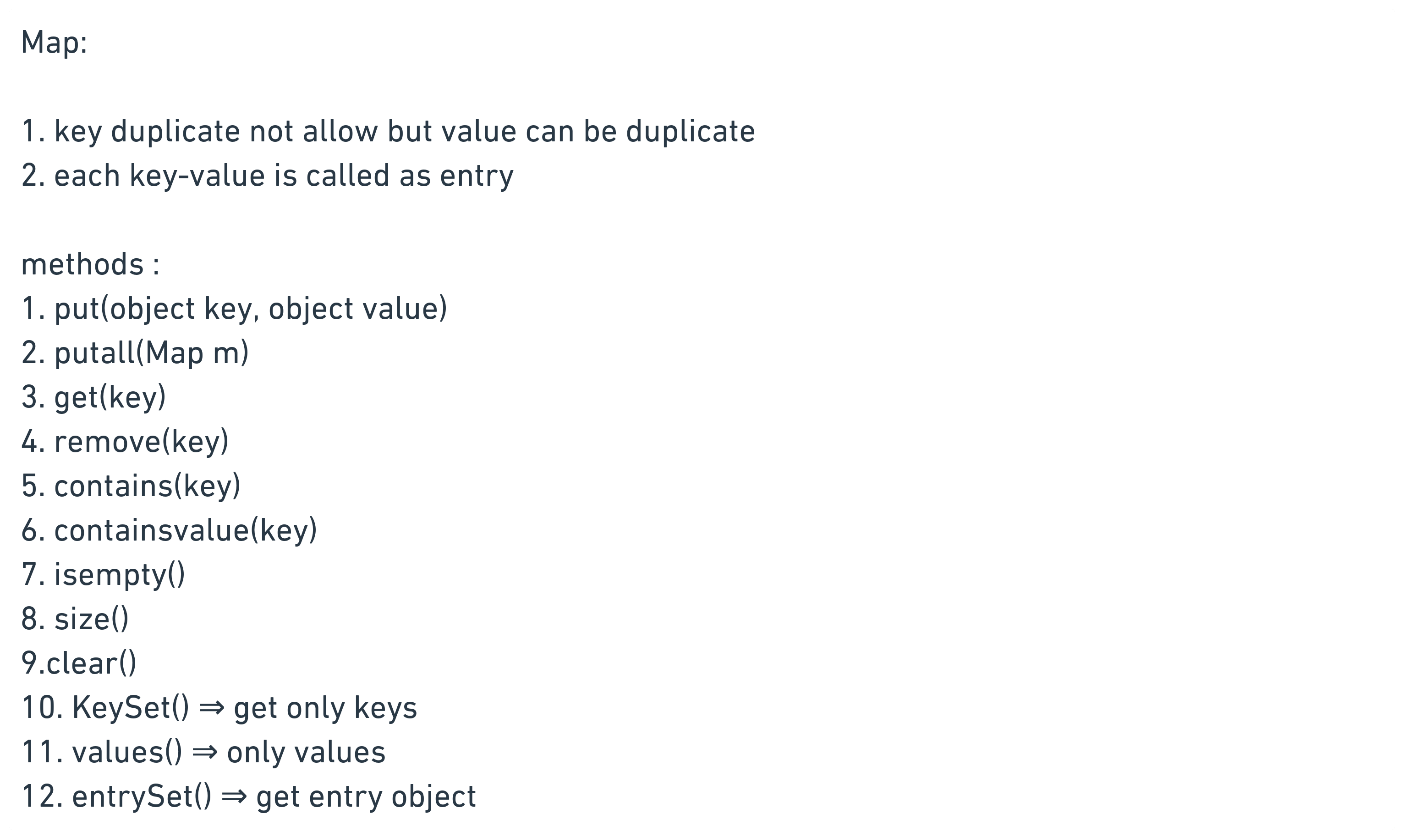 Map:
1. key duplicate not allow but value can be duplicate
2. each key-value is called as entry
methods :
1. put(object key, object value)
2. putall(Map m)
3. get(key)
4. remove(key)
5. contains(key)
6. containsvalue(key)
7. isempty()
8. size()
9.clear()
10. KeySet() ⇒ get only keys
11. values() ⇒ only values
12. entrySet() ⇒ get entry object